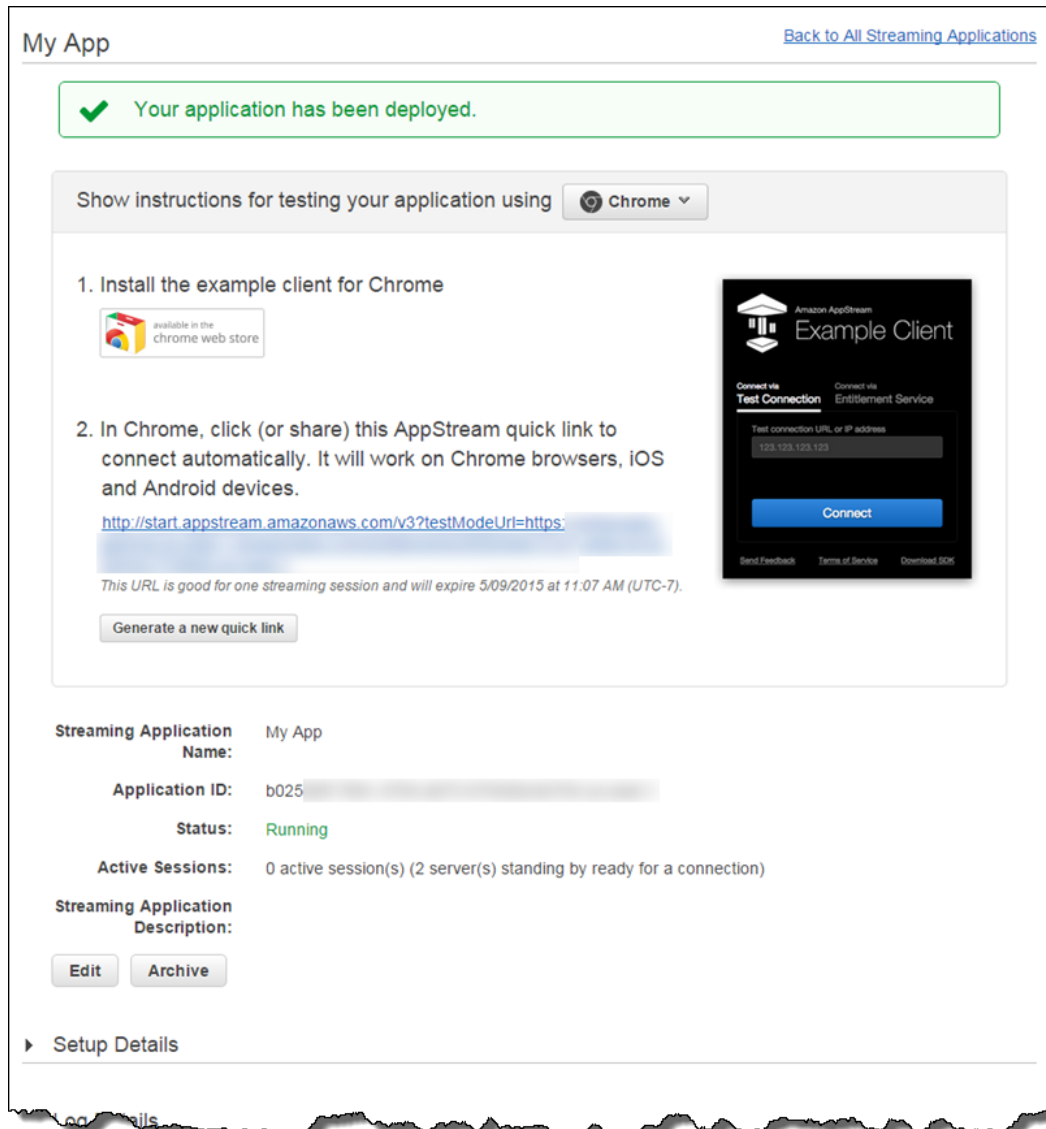 My App
Back to All Streaming Applications
Your application has been deployed.
Show instructions for testing your application using
Chrome
1. Install the example client for Chrome
available in the
chrome web store
2. In Chrome, click (or share) this AppStream quick link to
connect automatically. It will work on Chrome browsers, iOS
and Android devices.
http://start.appstream.amazonaws.com/v3?testModeUrl=https:
This URL is good for one streaming session and will expire 5/09/2015 at 11:07 AM (UTC-7).
Generate a new quick link
Amazon AppStream
Example Client
Connect via
Test Connection
Connect via
Entitlement Service
Test connection URL or IP address
123.123.123.123
Connect
Send Feedback Terms of Service Download SDK
Streaming Application
Name:
My App
Application ID: b025
Status: Running
Active Sessions: 0 active session(s) (2 server(s) standing by ready for a connection)
Streaming Application
Description:
Edit Archive
Setup Details